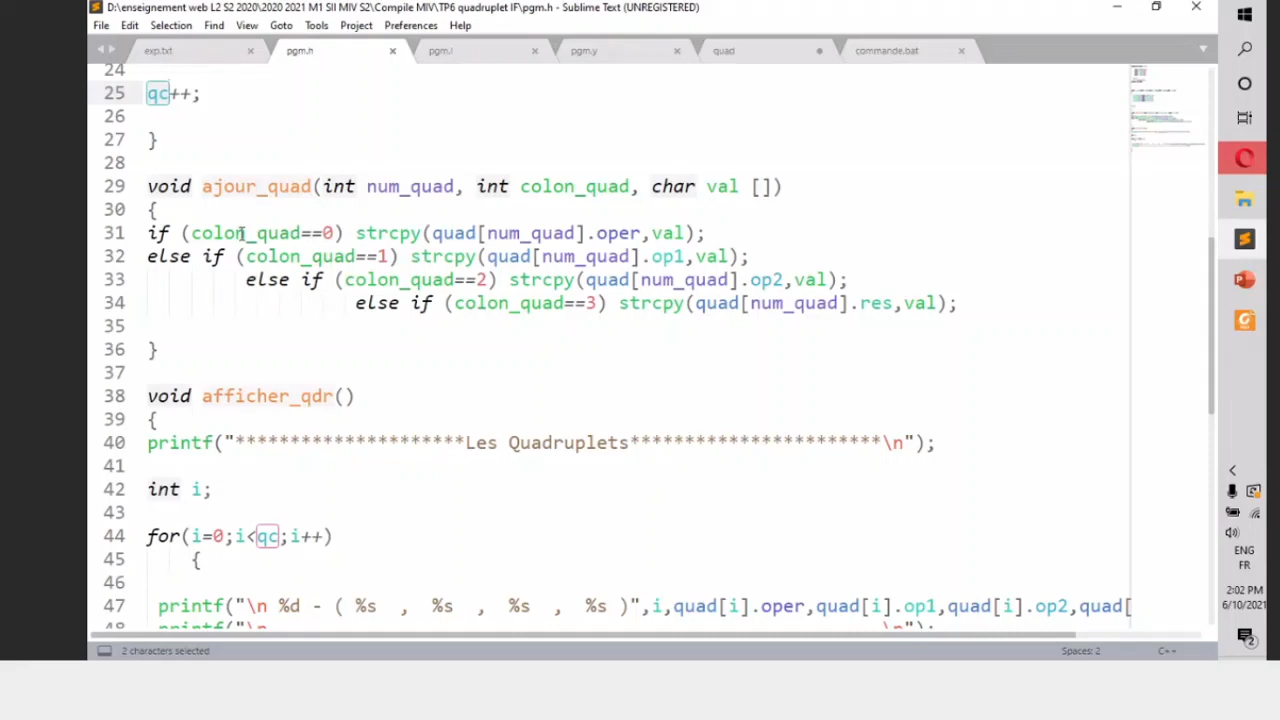 D:\enseignement web L2 S2 2020\2020 2021 M1 SII MIV S2\Compile MIV\TP6 quadruplet IF\pgm.h - Sublime Text (UNREGISTERED)
File Edit Selection Find View Goto Tools Project Preferences Help
exp.txt pgm.h pgm.l pgm.y quad commande.bat
24
25 qc++;
26
27 }
28
29 void ajour_quad(int num_quad, int colon_quad, char val [])
30 {
31 if (colon_quad==0) strcpy(quad[num_quad].oper,val);
32 else if (colon_quad==1) strcpy(quad[num_quad].op1,val);
33 else if (colon_quad==2) strcpy(quad[num_quad].op2,val);
34 else if (colon_quad==3) strcpy(quad[num_quad].res,val);
35
36 }
37
38 void afficher_qdr()
39 {
40 printf("*********************Les Quadruplets***********************\n");
41
42 int i;
43
44 for(i=0;i<qc;i++)
45 {
46
47 printf("\n %d - ( %s , %s , %s , %s )",i,quad[i].oper,quad[i].op1,quad[i].op2,quad[
2 characters selected
Spaces: 2
C++
ENG
FR
2:02 PM
6/10/2021
2